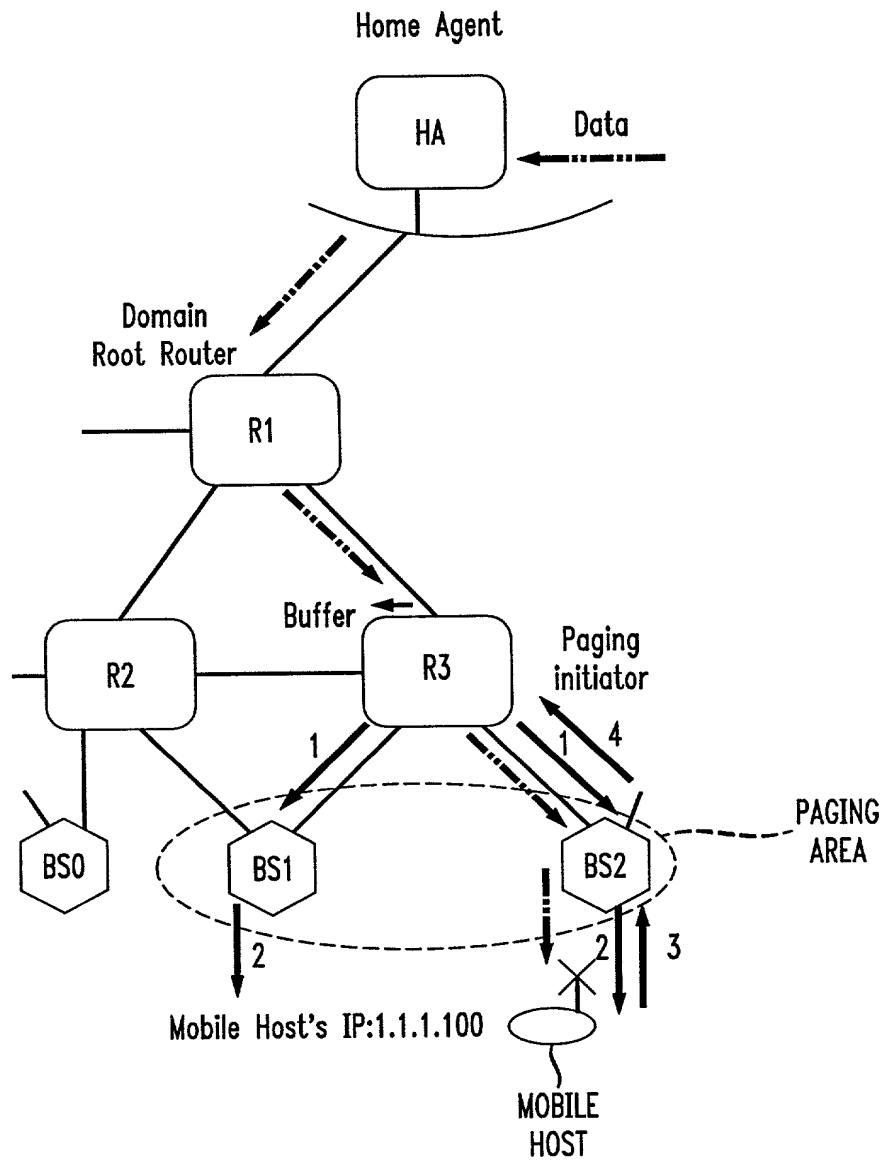 Home Agent
HA
Data
Domain
Root Router
R1
Buffer
R2
R3
Paging
initiator
1
1
4
BS0
BS1
BS2
PAGING
AREA
2
2
3
Mobile Host's IP:1.1.1.100
MOBILE
HOST